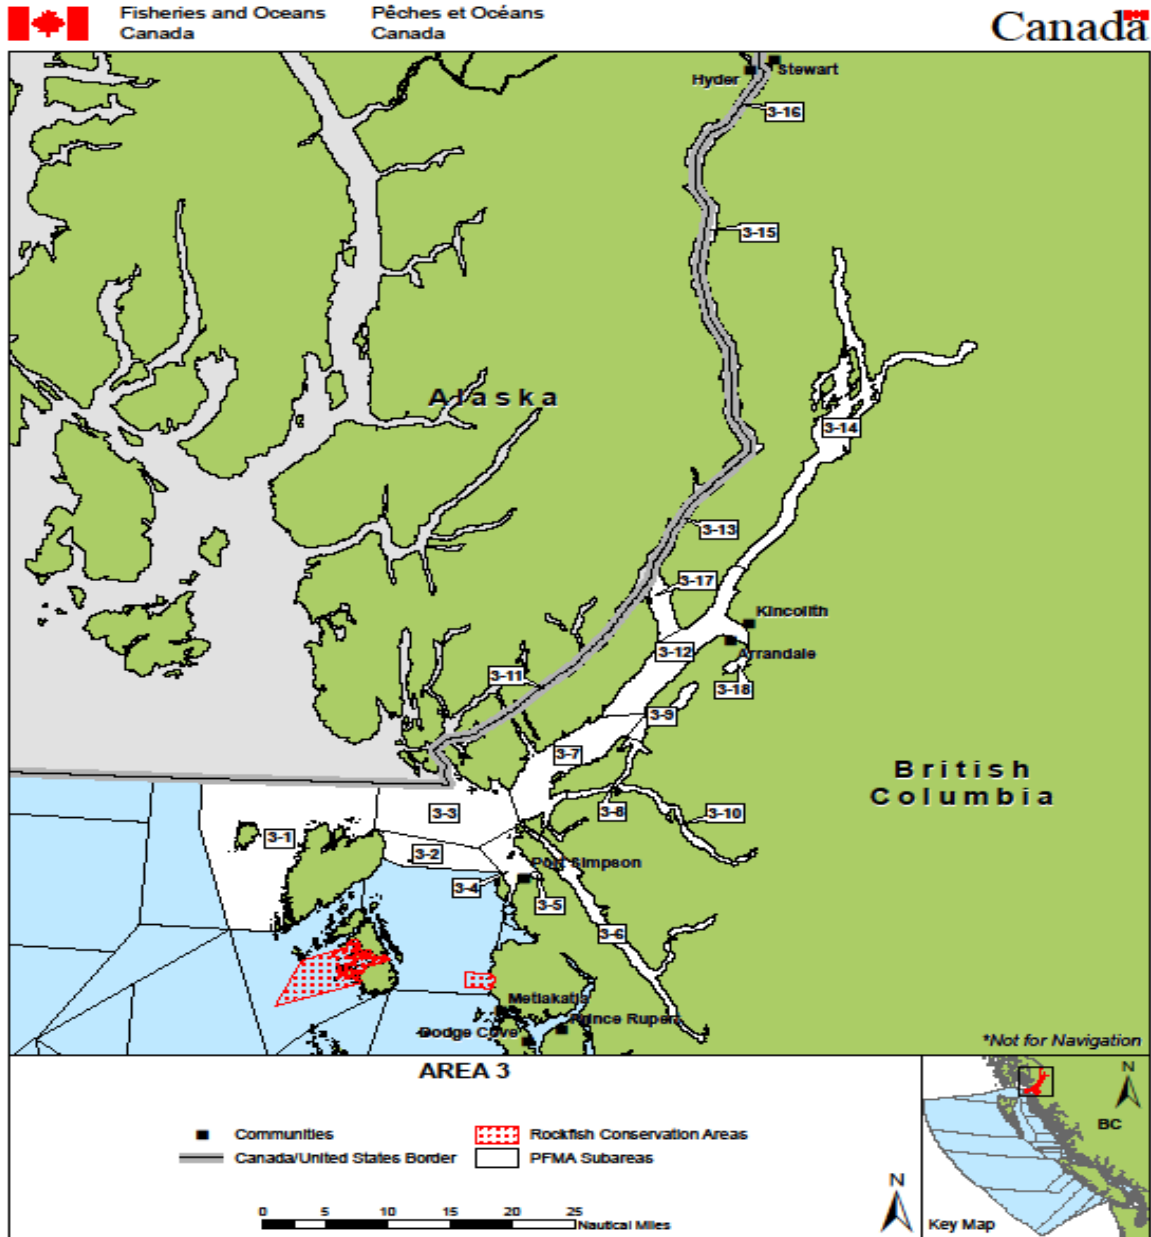 Fisheries and Oceans Pêches et Océans
Canada Canada
Canada
Hyder Stewart
3-16
3-15
Alaska
3-14
3-13
3-17
Kincolith
3-12
Arrandale
3-11
3-18
3-9
3-7
British
Columbia
3-8
3-10
3-3
3-1
3-2
Port Simpson
3-4
3-5
3-6
Metlakatla
Prince Rupert
Dodge Cove
*Not for Navigation
AREA 3
Communities
Rockfish Conservation Areas
Canada/United States Border
PFMA Subareas
0 5 10 15 20 25
Nautical Miles
N
N
BC
Key Map